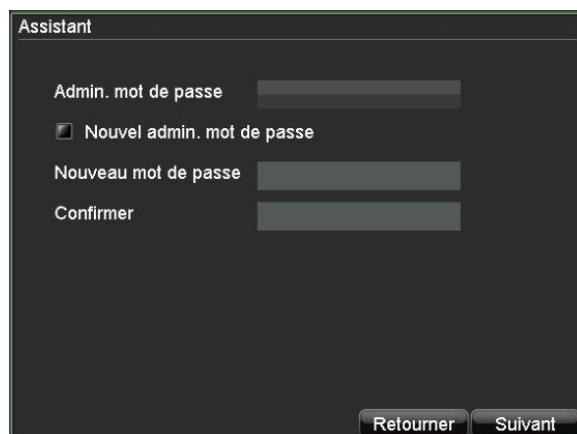 Assistant
Admin. mot de passe
Nouvel admin. mot de passe
Nouveau mot de passe
Confirmer
Retourner Suivant